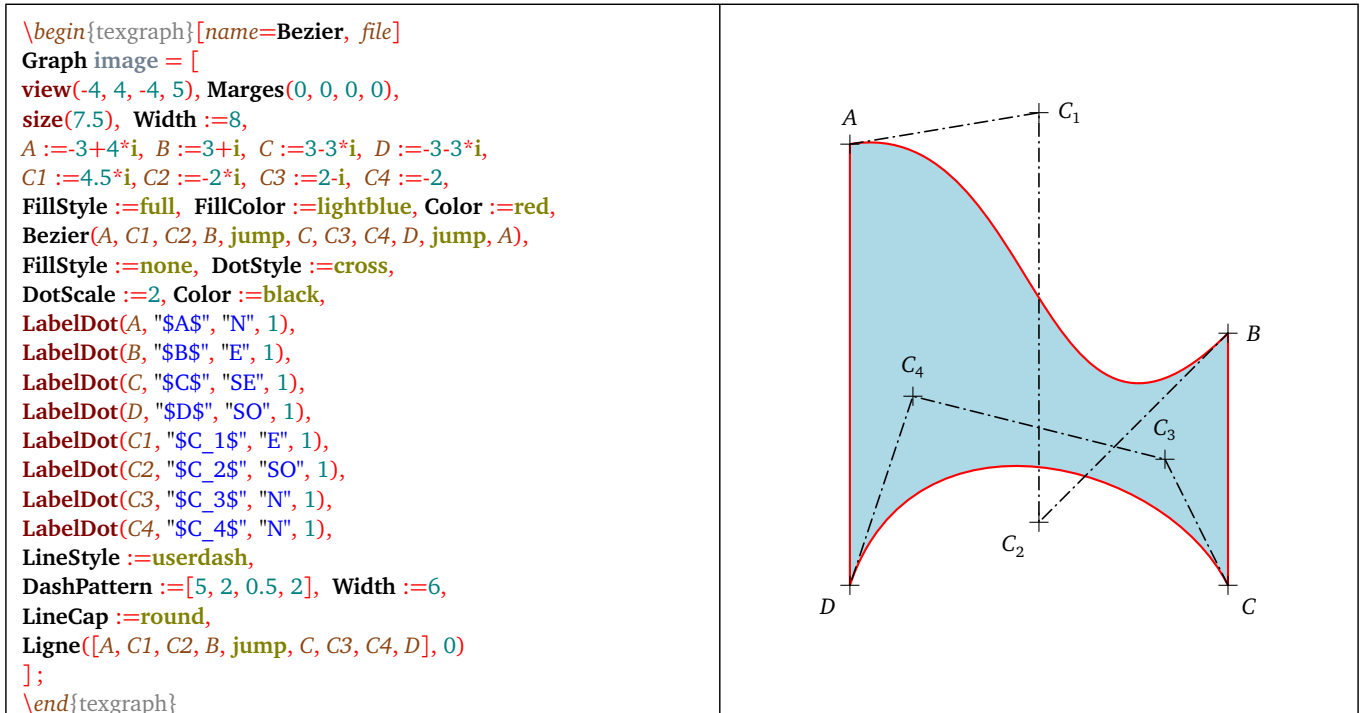 \begin{texgraph}[name=Bezier, file]
Graph image = [
view(-4, 4, -4, 5), Marges(0, 0, 0, 0),
size(7.5), Width :=8,
A :=-3+4*i, B :=3+i, C :=3-3*i, D :=-3-3*i,
C1 :=4.5*i, C2 :=-2*i, C3 :=2-i, C4 :=-2,
FillStyle :=full, FillColor :=lightblue, Color :=red,
Bezier(A, C1, C2, B, jump, C, C3, C4, D, jump, A),
FillStyle :=none, DotStyle :=cross,
DotScale :=2, Color :=black,
LabelDot(A, "$A$", "N", 1),
LabelDot(B, "$B$", "E", 1),
LabelDot(C, "$C$", "SE", 1),
LabelDot(D, "$D$", "SO", 1),
LabelDot(C1, "$C_1$", "E", 1),
LabelDot(C2, "$C_2$", "SO", 1),
LabelDot(C3, "$C_3$", "N", 1),
LabelDot(C4, "$C_4$", "N", 1),
LineStyle :=userdash,
DashPattern :=[5, 2, 0.5, 2], Width :=6,
LineCap :=round,
Ligne([A, C1, C2, B, jump, C, C3, C4, D], 0)
];
\end{texgraph}
A
C₁
B
C₄
C₃
C₂
D
C